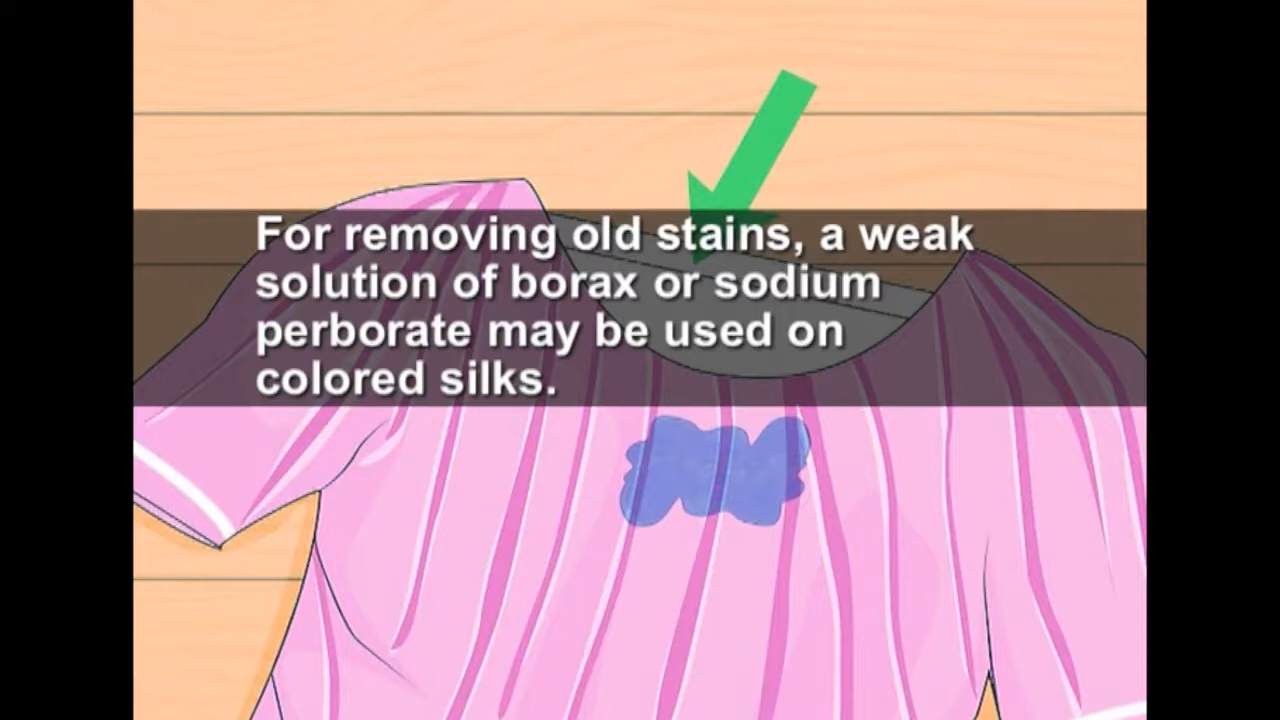 For removing old stains, a weak
solution of borax or sodium
perborate may be used on
colored silks.